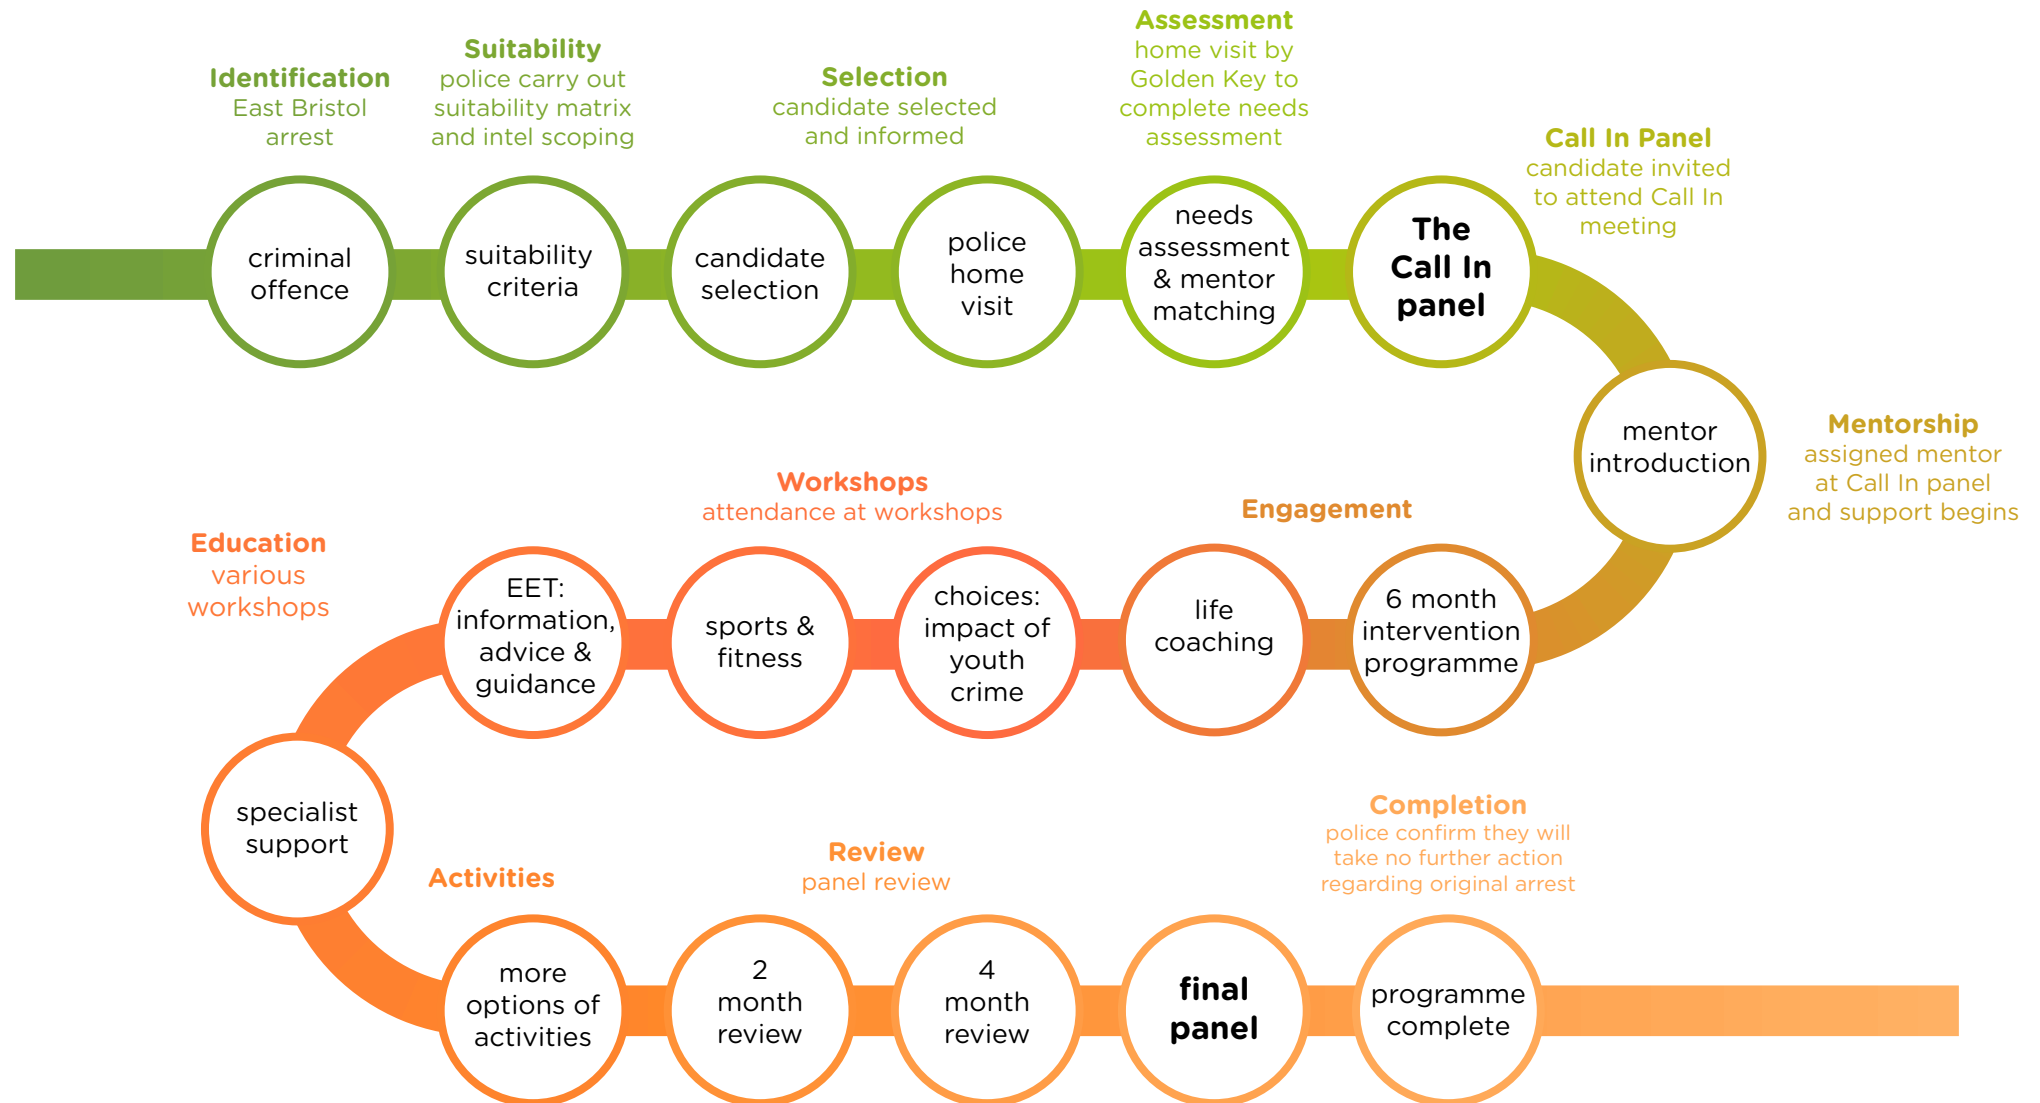 Identification
East Bristol
arrest
Suitability
police carry out
suitability matrix
and intel scoping
Selection
candidate selected
and informed
Assessment
home visit by
Golden Key to
complete needs
assessment
Call In Panel
candidate invited
to attend Call In
meeting
criminal
offence
suitability
criteria
candidate
selection
police
home
visit
needs
assessment
& mentor
matching
The
Call In
panel
mentor
introduction
Mentorship
assigned mentor
at Call In panel
and support begins
Engagement
6 month
intervention
programme
life
coaching
Workshops
attendance at workshops
choices:
impact of
youth
crime
sports &
fitness
EET:
information,
advice &
guidance
Education
various
workshops
specialist
support
Activities
more
options of
activities
Review
panel review
2
month
review
4
month
review
final
panel
Completion
police confirm they will
take no further action
regarding original arrest
programme
complete